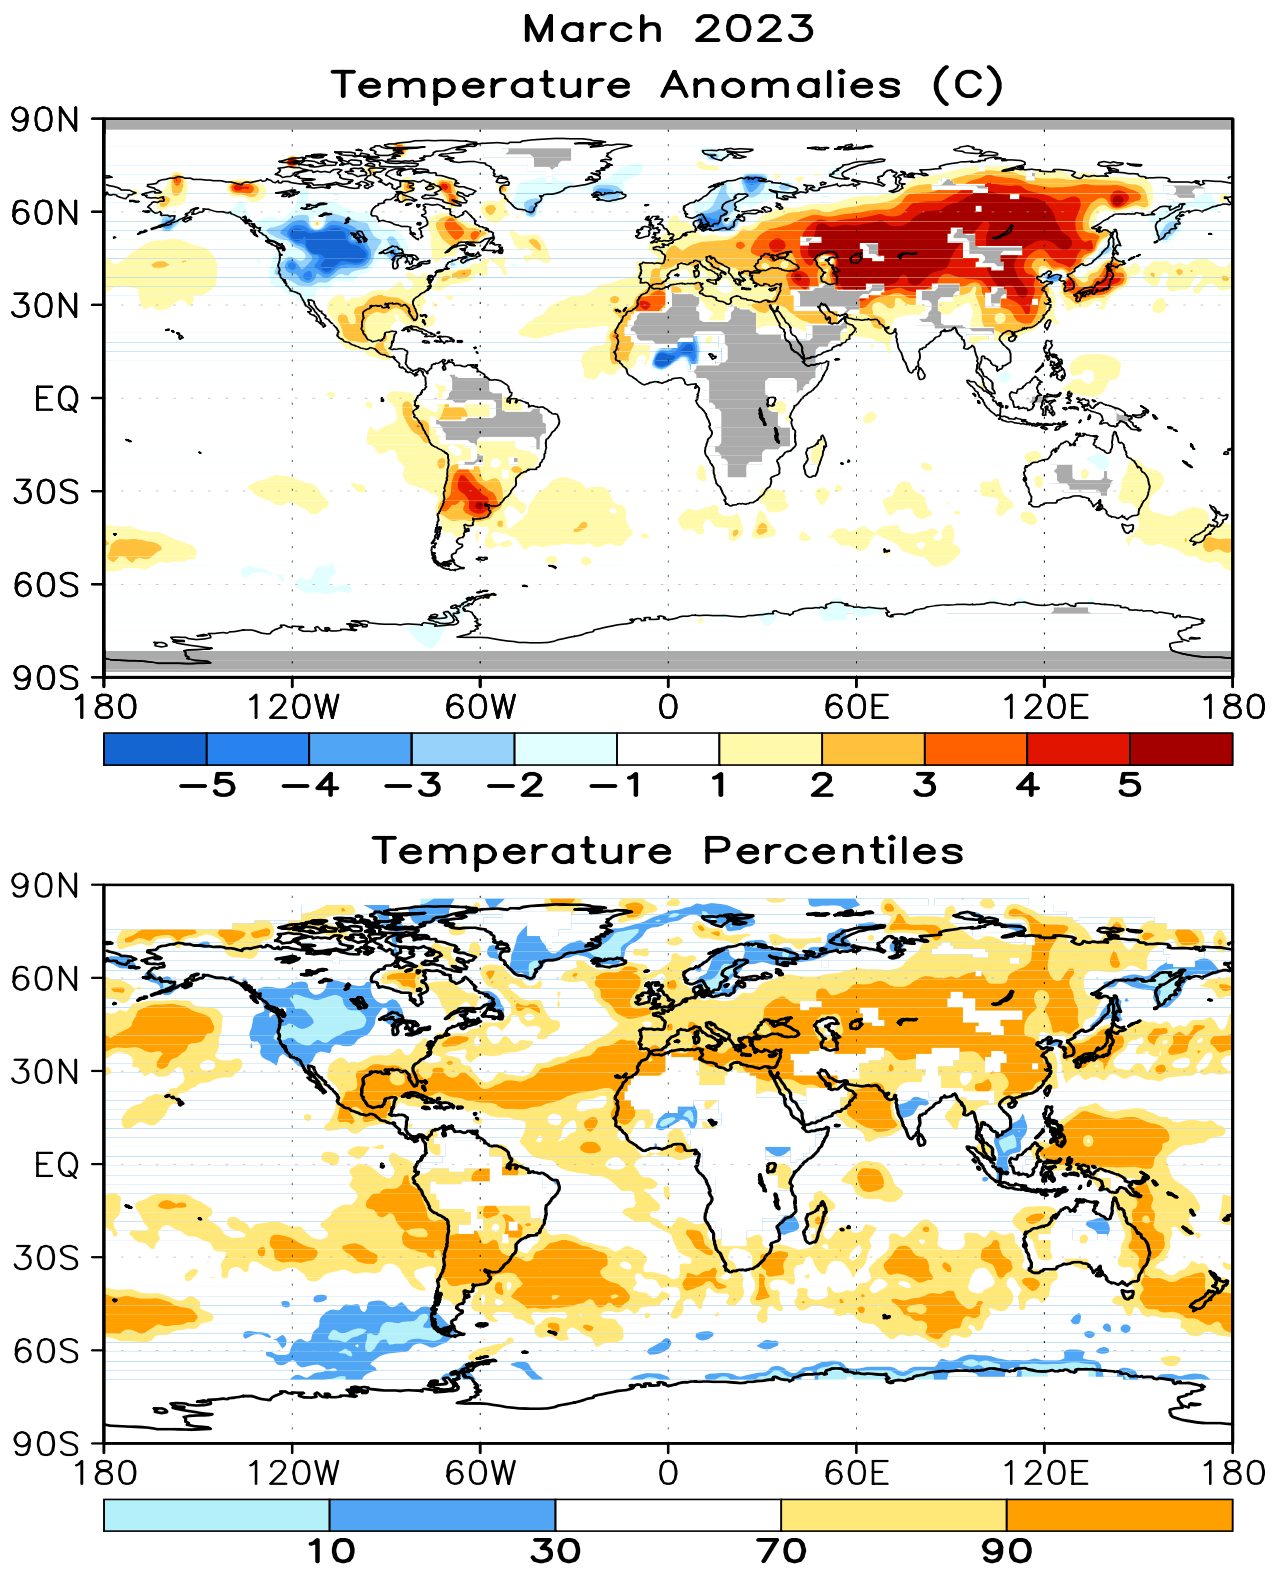 March 2023
Temperature Anomalies (C)
90N
60N
30N
EQ
30S
60S
90S
180 120W 60W 0 60E 120E 180
−5 −4 −3 −2 −1 1 2 3 4 5
Temperature Percentiles
90N
60N
30N
EQ
30S
60S
90S
180 120W 60W 0 60E 120E 180
10 30 70 90